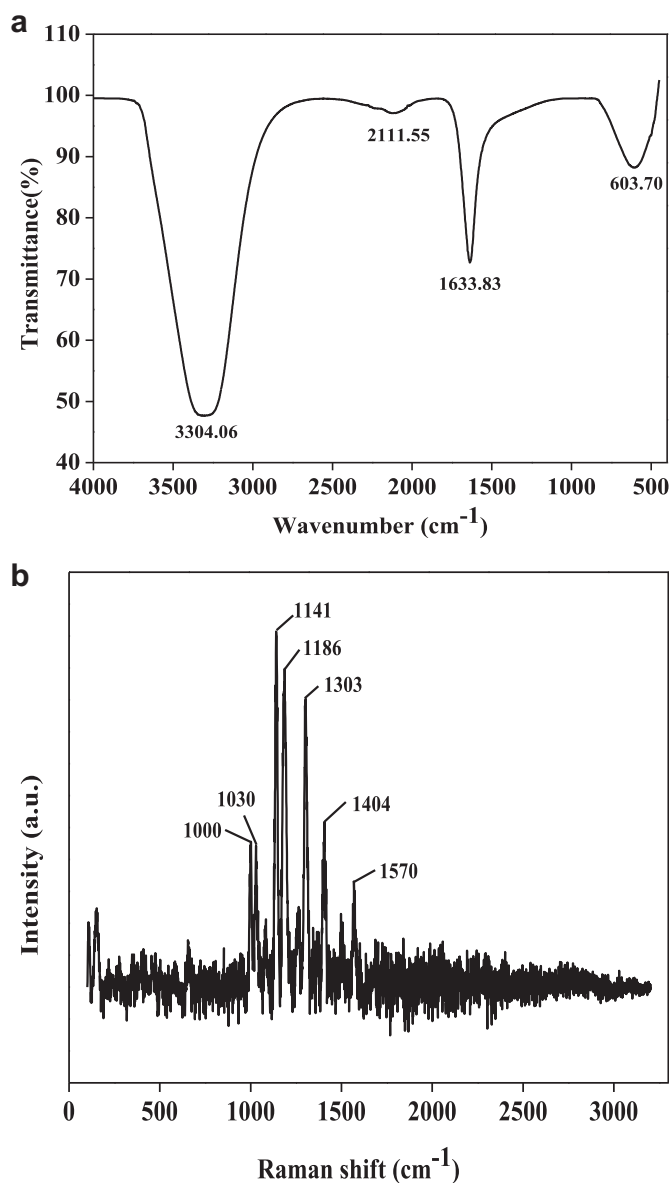 a
110
100
90
80
70
60
50
40
Transmittance(%)
2111.55
603.70
1633.83
3304.06
4000 3500 3000 2500 2000 1500 1000 500
Wavenumber (cm-1)
b
1141
1186
1303
1030
1000
1404
1570
Intensity (a.u.)
0 500 1000 1500 2000 2500 3000
Raman shift (cm-1)